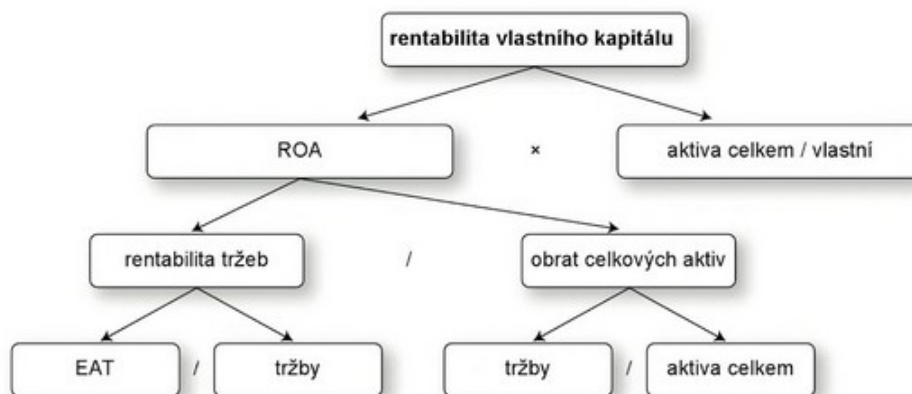 rentabilita vlastního kapitálu
ROA × aktiva celkem / vlastní
rentabilita tržeb / obrat celkových aktiv
EAT / tržby tržby / aktiva celkem